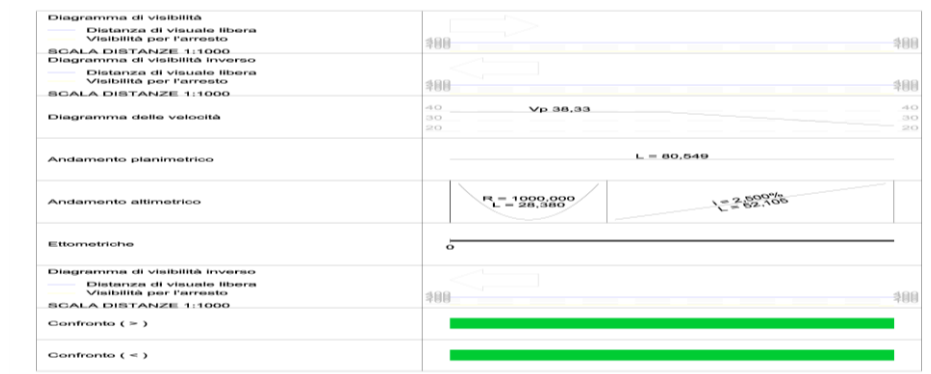 Diagramma di visibilità
Distanza di visuale libera
Visibilità per l'arresto
SCALA DISTANZE 1:1000
Diagramma di visibilità inverso
Distanza di visuale libera
Visibilità per l'arresto
SCALA DISTANZE 1:1000
Diagramma delle velocità
40
30
20
Vp 38,33
40
30
20
Andamento planimetrico
L = 80,549
Andamento altimetrico
R = 1000,000
L = 28,380
i = 2,500%
L = 52,105
Ettometriche
0
Diagramma di visibilità inverso
Distanza di visuale libera
Visibilità per l'arresto
SCALA DISTANZE 1:1000
Confronto ( > )
Confronto ( < )